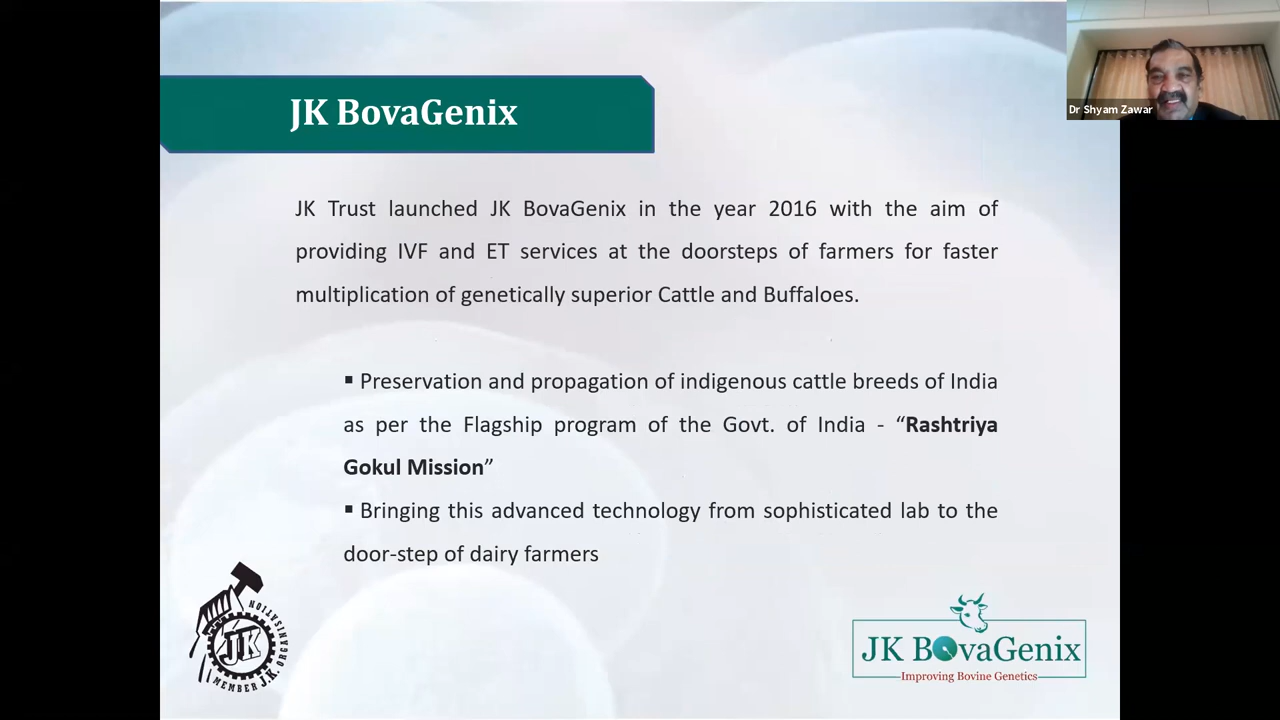 Dr Shyam Zawar
JK BovaGenix
JK Trust launched JK BovaGenix in the year 2016 with the aim of
providing IVF and ET services at the doorsteps of farmers for faster
multiplication of genetically superior Cattle and Buffaloes.
▪ Preservation and propagation of indigenous cattle breeds of India
as per the Flagship program of the Govt. of India - “Rashtriya
Gokul Mission”
▪ Bringing this advanced technology from sophisticated lab to the
door-step of dairy farmers
JK
MEMBER J.K. ORGANISATION
JK BovaGenix
Improving Bovine Genetics